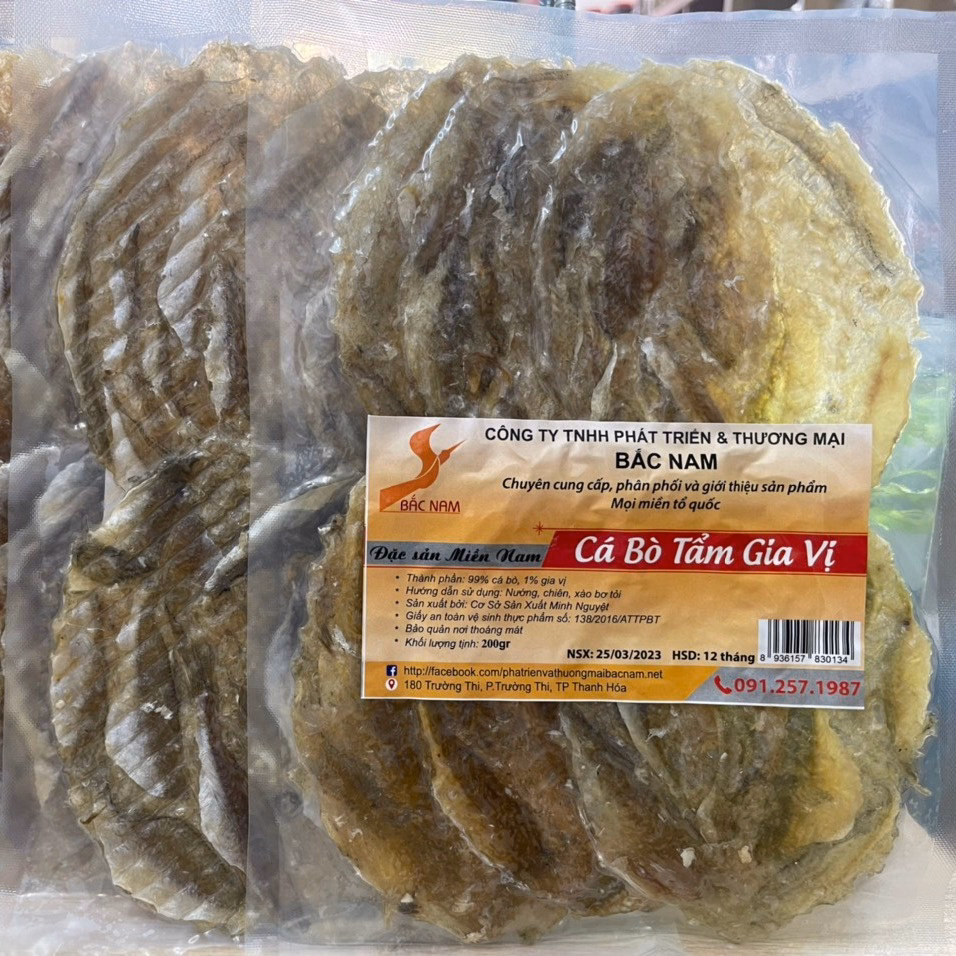 CÔNG TY TNHH PHÁT TRIỂN & THƯƠNG MẠI
BẮC NAM
Chuyên cung cấp, phân phối và giới thiệu sản phẩm
Mọi miền tổ quốc
BẮC NAM
Đặc sản Miền Nam
Cá Bò Tẩm Gia Vị
• Thành phần: 99% cá bò, 1% gia vị
• Hướng dẫn sử dụng: Nướng, chiên, xào bơ tỏi
• Sản xuất bởi: Cơ Sở Sản Xuất Minh Nguyệt
• Giấy an toàn vệ sinh thực phẩm số: 138/2016/ATTPBT
• Bảo quản nơi thoáng mát
• Khối lượng tịnh: 200gr
NSX: 25/03/2023 HSD: 12 tháng
8 936157 830134
http://facebook.com/phatrienvathuongmaibacnam.net
180 Trường Thi, P.Trường Thi, TP Thanh Hóa
091.257.1987